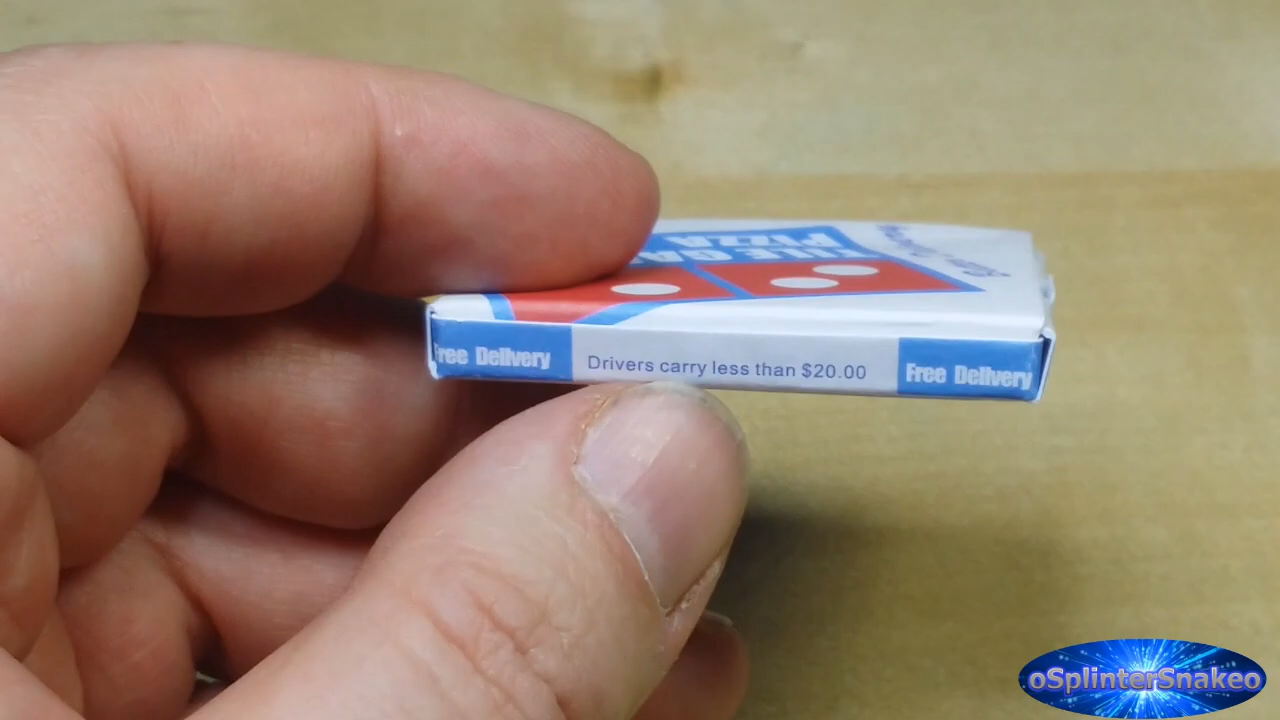 PIZZA
Free Delivery
Drivers carry less than $20.00
Free Delivery
oSplinterSnakeo